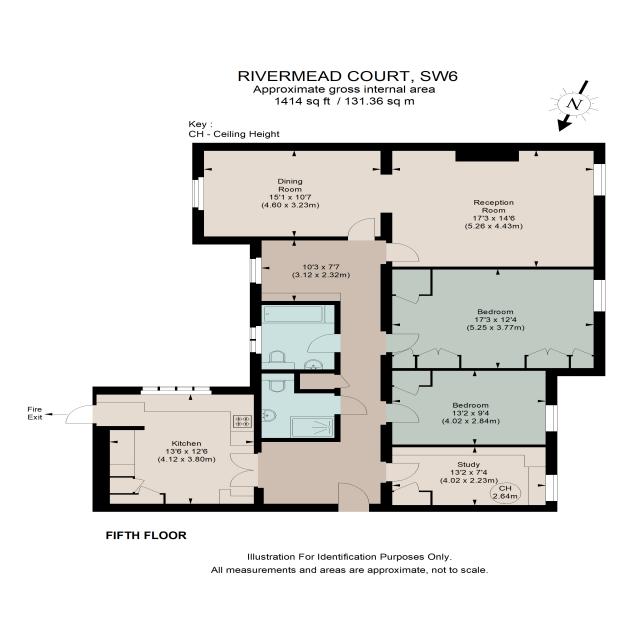 RIVERMEAD COURT, SW6
Approximate gross internal area
1414 sq ft / 131.36 sq m
N
Key :
CH - Ceiling Height
Dining
Room
15'1 x 10'7
(4.60 x 3.23m)
Reception
Room
17'3 x 14'6
(5.26 x 4.43m)
10'3 x 7'7
(3.12 x 2.32m)
Bedroom
17'3 x 12'4
(5.25 x 3.77m)
Bedroom
13'2 x 9'4
(4.02 x 2.84m)
Fire
Exit
Kitchen
13'6 x 12'6
(4.12 x 3.80m)
Study
13'2 x 7'4
(4.02 x 2.23m)
CH
2.64m
FIFTH FLOOR
Illustration For Identification Purposes Only.
All measurements and areas are approximate, not to scale.